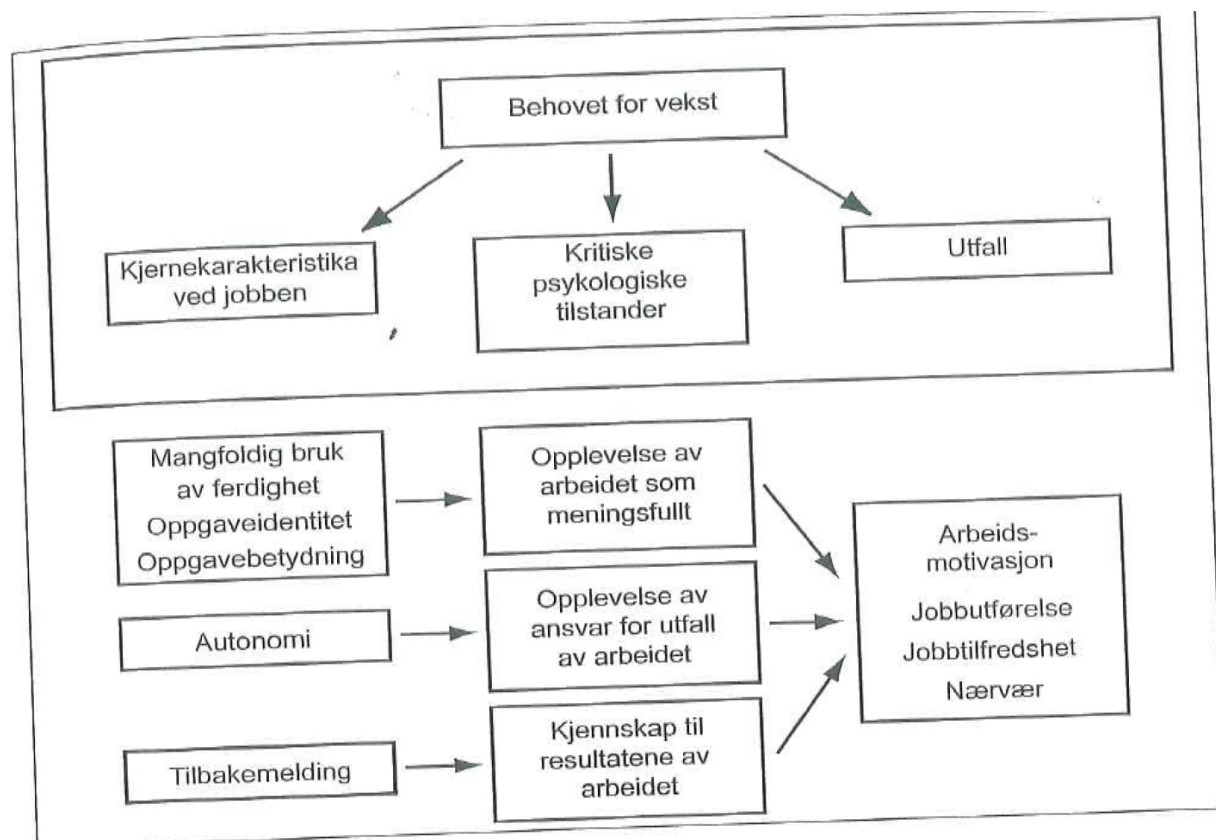 Behovet for vekst
Kjernekarakteristika
ved jobben
Kritiske
psykologiske
tilstander
Utfall
Mangfoldig bruk
av ferdighet
Oppgaveidentitet
Oppgavebetydning
Opplevelse av
arbeidet som
meningsfullt
Autonomi
Opplevelse av
ansvar for utfall
av arbeidet
Tilbakemelding
Kjennskap til
resultatene av
arbeidet
Arbeids-
motivasjon
Jobbutførelse
Jobbtilfredshet
Nærvær